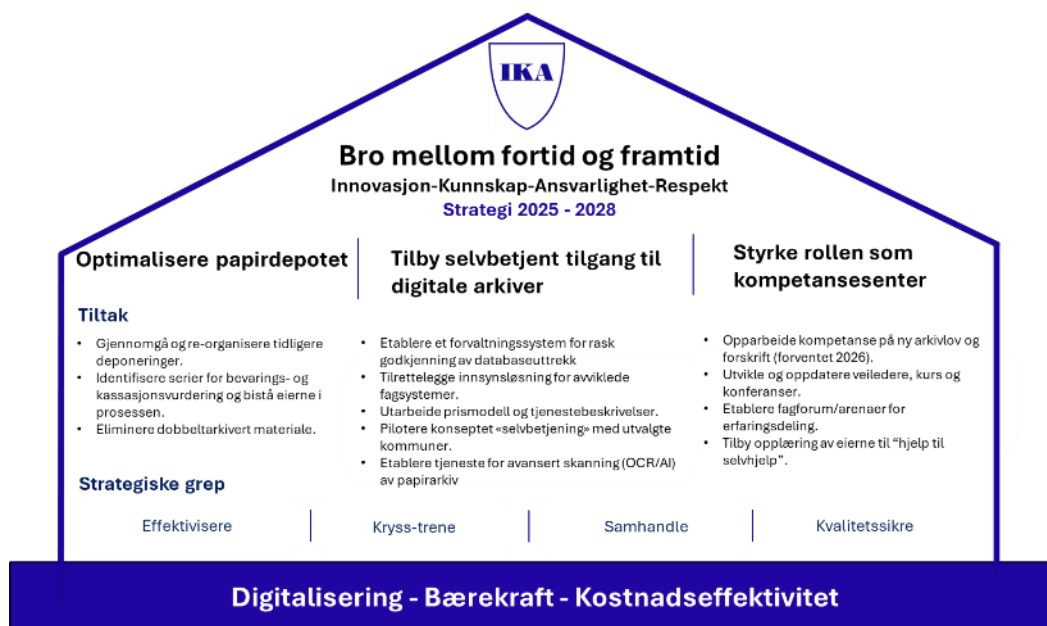 IKA
Bro mellom fortid og framtid
Innovasjon-Kunnskap-Ansvarlighet-Respekt
Strategi 2025 - 2028
Optimalisere papirdepotet
Tiltak
• Gjennomgå og re-organisere tidligere
deponeringer.
• Identifisere serier for bevarings- og
kassasjonsvurdering og bistå eierne i
prosessen.
• Eliminere dobbeltarkivert materiale.
Tilby selvbetjent tilgang til
digitale arkiver
• Etablere et forvaltningssystem for rask
godkjenning av databaseuttrekk
• Tilrettelegge innsynsløsning for avviklede
fagsystemer.
• Utarbeide prismodell og tjenestebeskrivelser.
• Pilotere konseptet «selvbetjening» med utvalgte
kommuner.
• Etablere tjeneste for avansert skanning (OCR/AI)
av papirarkiv
Styrke rollen som
kompetansesenter
• Opparbeide kompetanse på ny arkivlov og
forskrift (forventet 2026).
• Utvikle og oppdatere veiledere, kurs og
konferanser.
• Etablere fagforum/arenaer for
erfaringsdeling.
• Tilby opplæring av eierne til “hjelp til
selvhjelp”.
Strategiske grep
Effektivisere
Kryss-trene
Samhandle
Kvalitetssikre
Digitalisering - Bærekraft - Kostnadseffektivitet